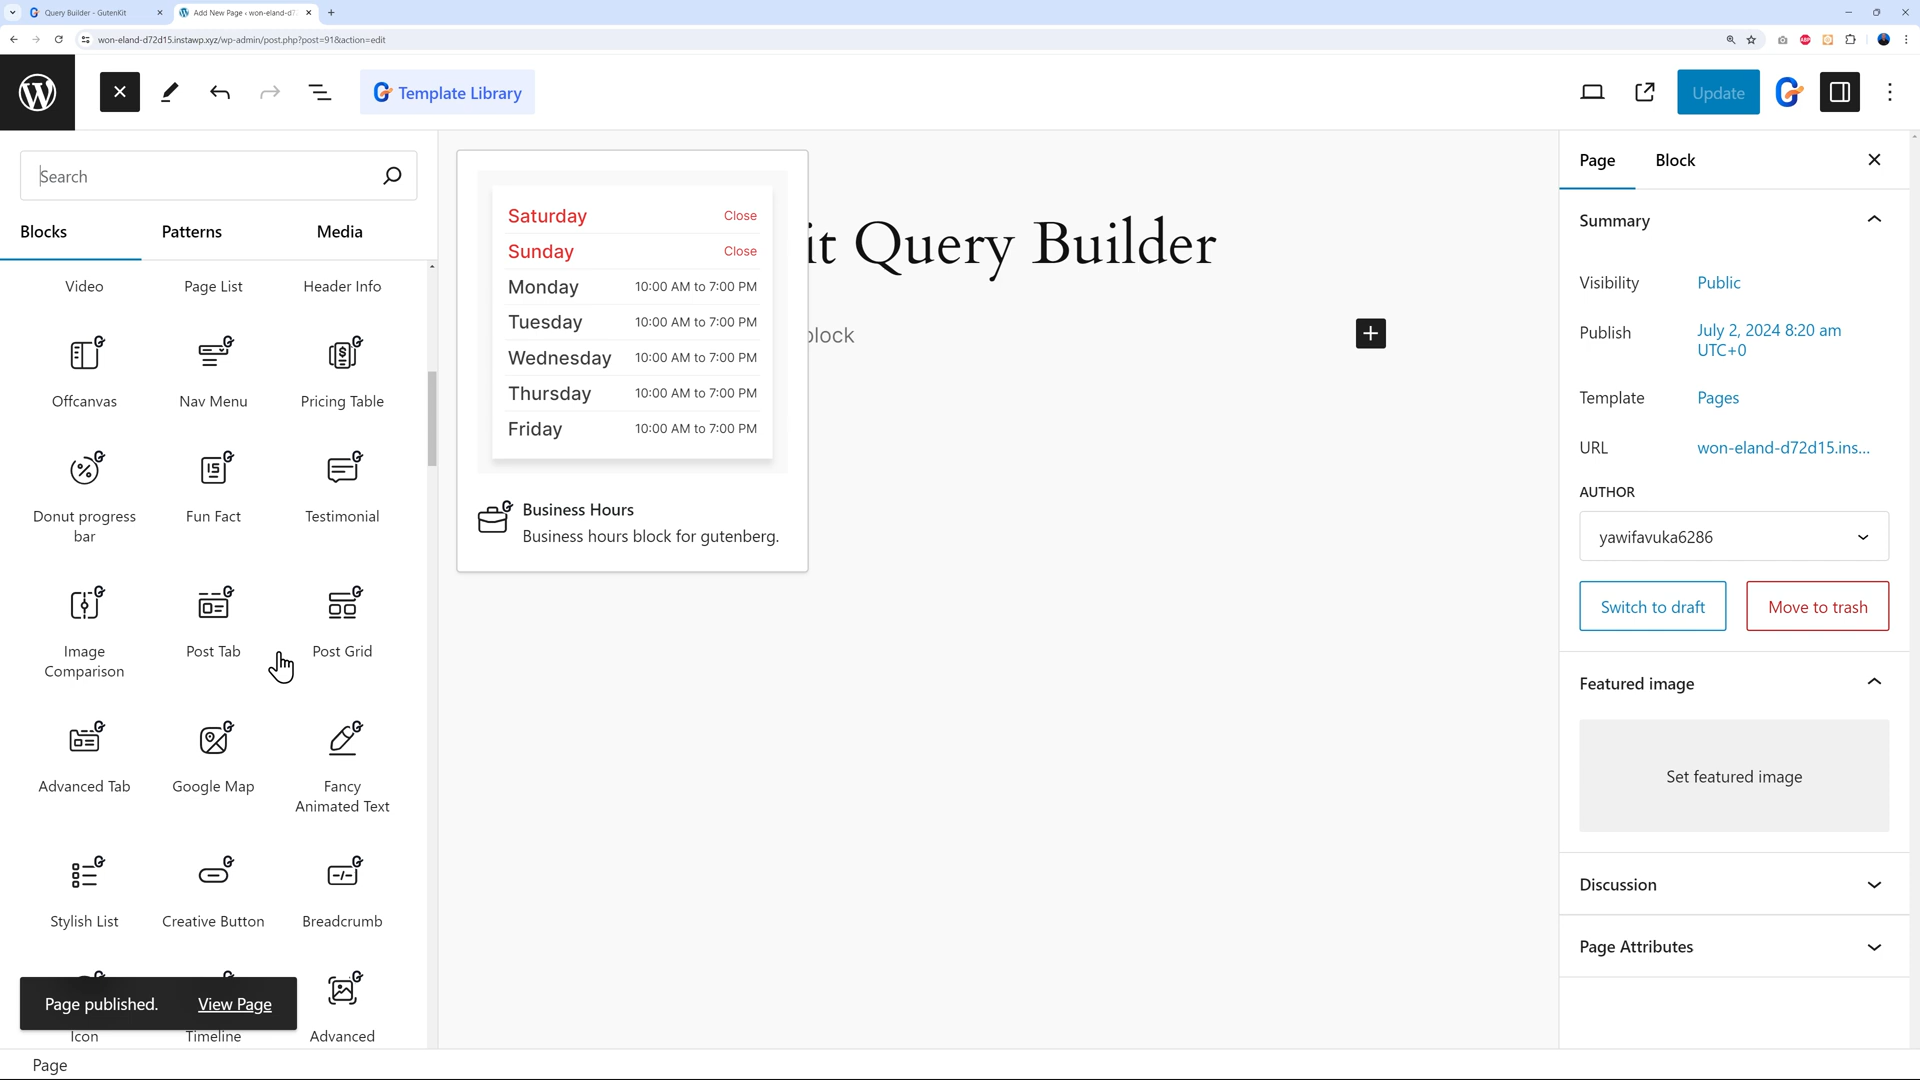 Query Builder - GutenKit
Add New Page ‹ won-eland-d7
won-eland-d72d15.instawp.xyz/wp-admin/post.php?post=91&action=edit
Template Library
Update
Search
Blocks
Patterns
Media
Video
Page List
Header Info
Offcanvas
Nav Menu
Pricing Table
Donut progress
bar
Fun Fact
Testimonial
Image
Comparison
Post Tab
Post Grid
Advanced Tab
Google Map
Fancy
Animated Text
Stylish List
Creative Button
Breadcrumb
Page published. View Page
Icon
Timeline
Advanced
Page
Saturday Close
Sunday Close
Monday 10:00 AM to 7:00 PM
Tuesday 10:00 AM to 7:00 PM
Wednesday 10:00 AM to 7:00 PM
Thursday 10:00 AM to 7:00 PM
Friday 10:00 AM to 7:00 PM
Business Hours
Business hours block for gutenberg.
it Query Builder
block
Page
Block
Summary
Visibility Public
Publish July 2, 2024 8:20 am
UTC+0
Template Pages
URL won-eland-d72d15.ins...
AUTHOR
yawifavuka6286
Switch to draft
Move to trash
Featured image
Set featured image
Discussion
Page Attributes